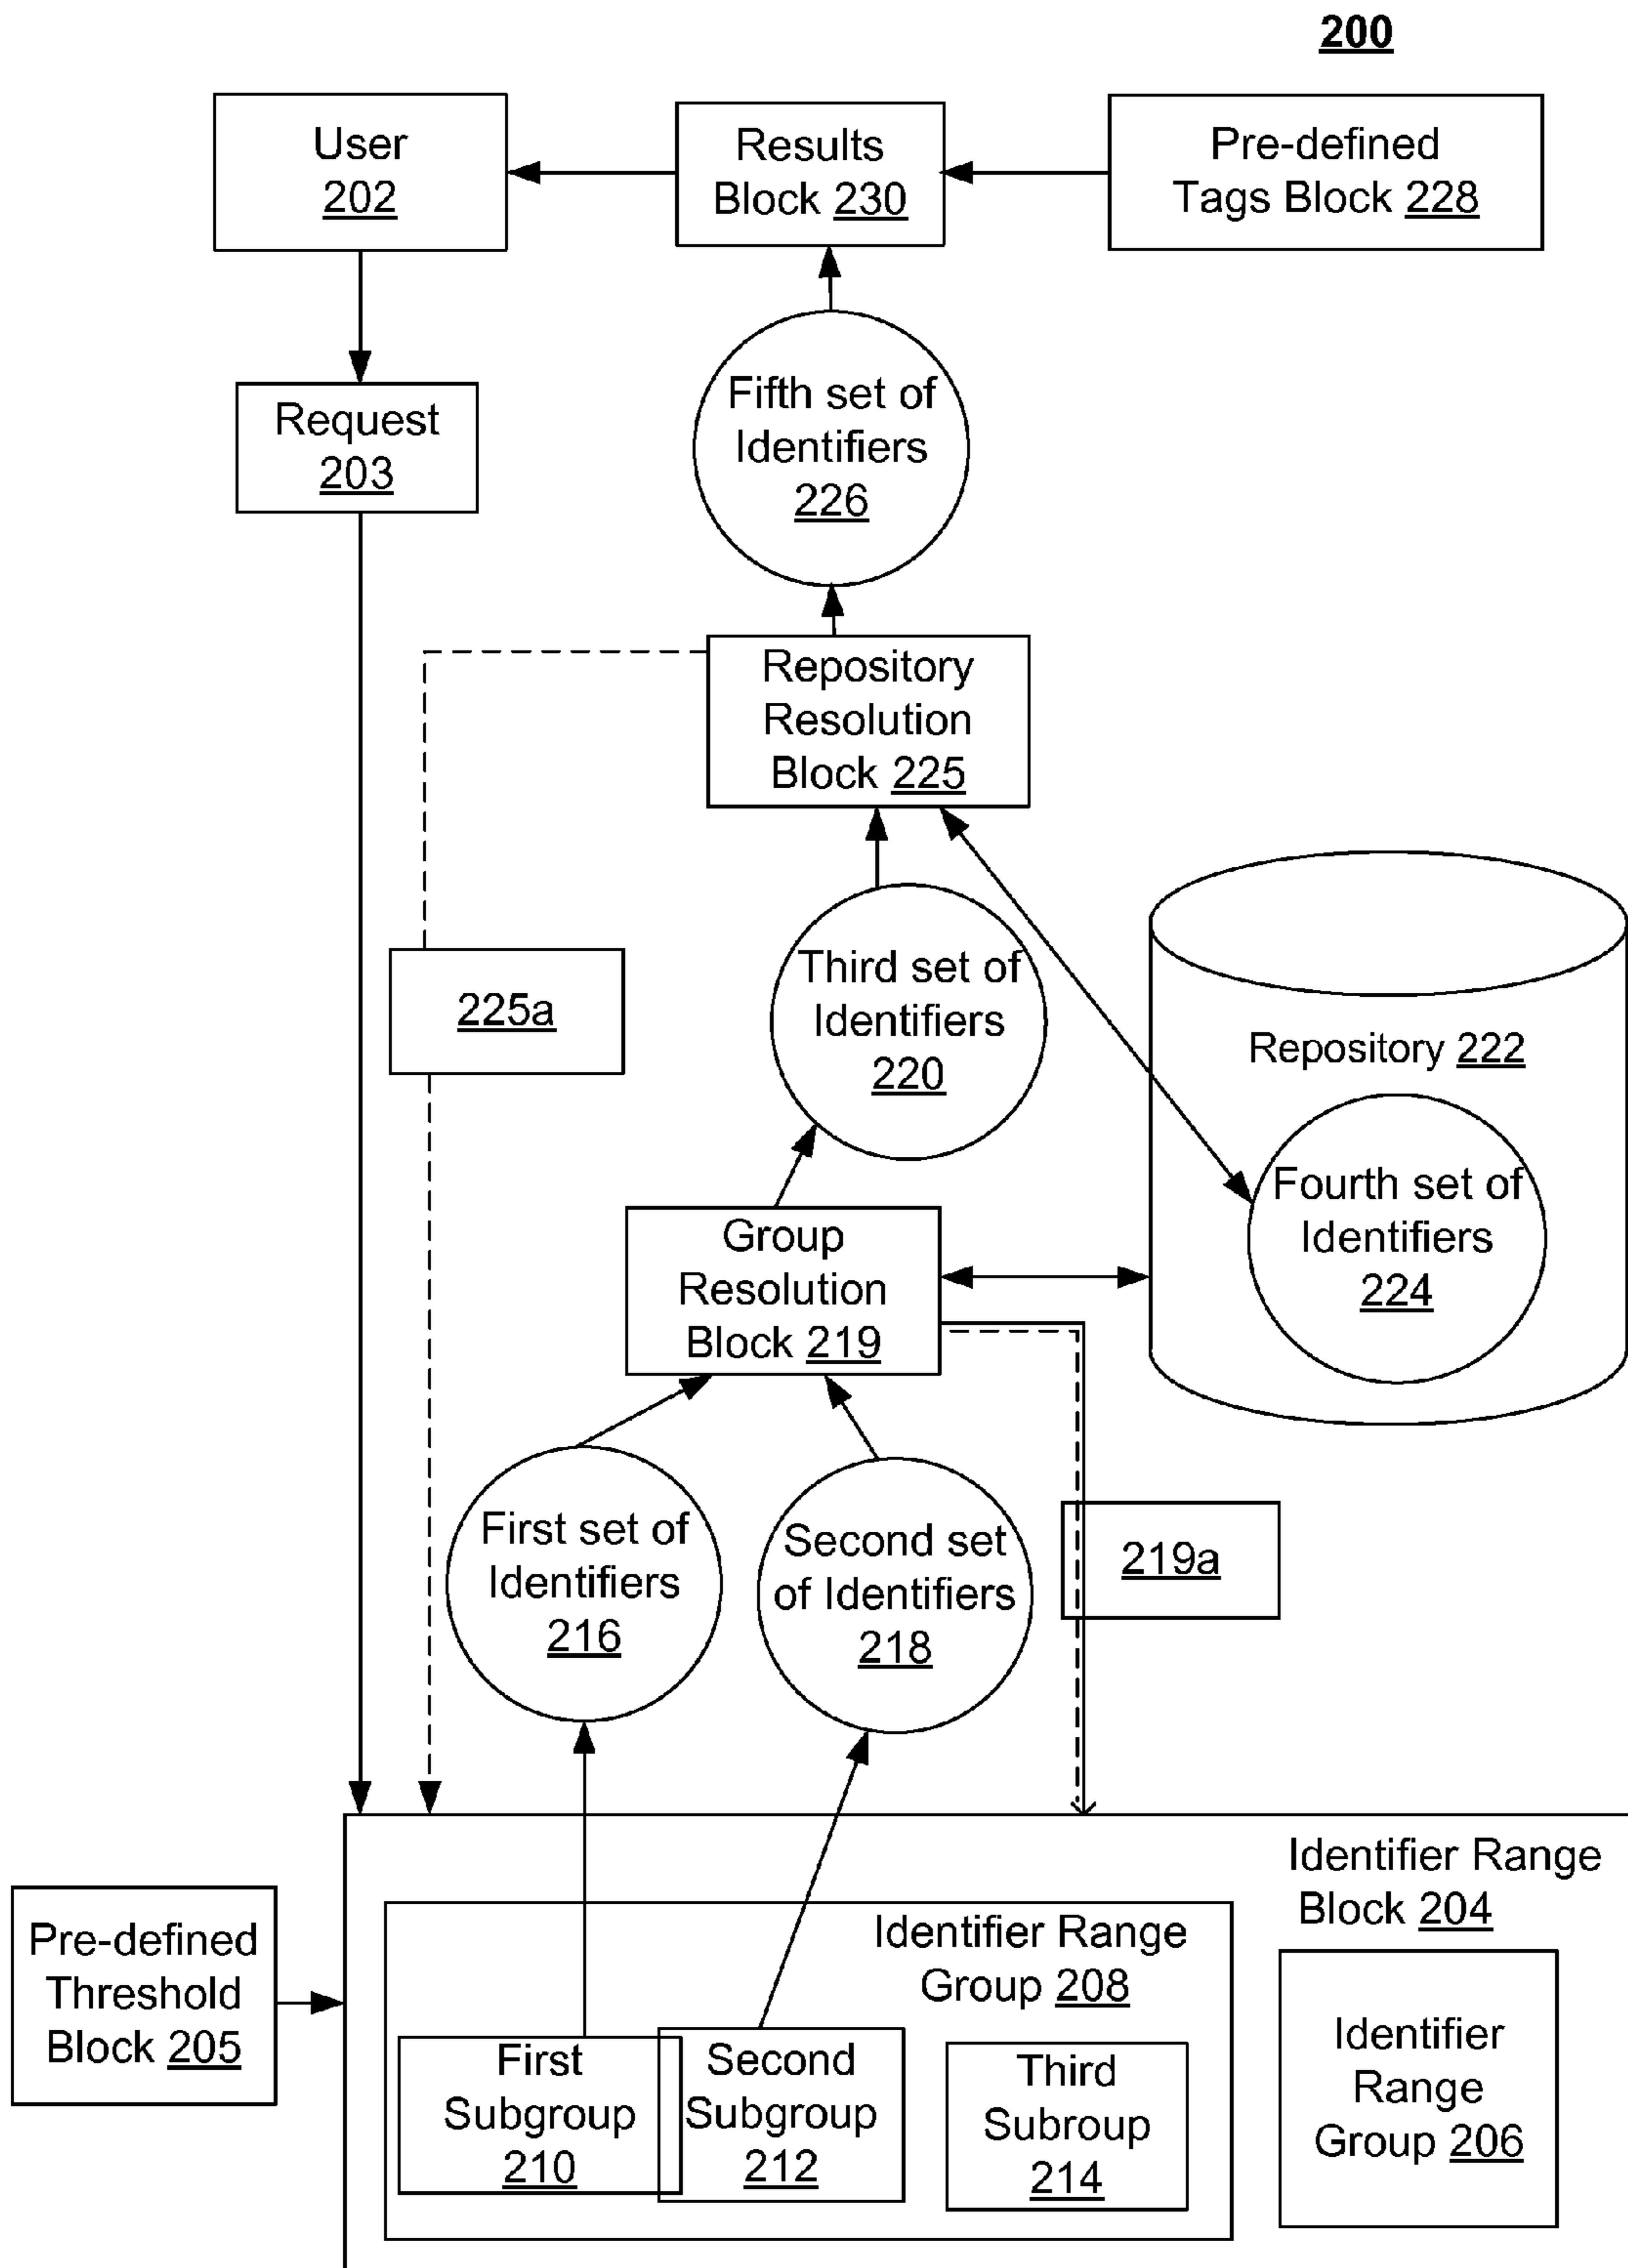 200
User
202
Results
Block 230
Pre-defined
Tags Block 228
Request
203
Fifth set of
Identifiers
226
Repository
Resolution
Block 225
225a
Third set of
Identifiers
220
Repository 222
Fourth set of
Identifiers
224
Group
Resolution
Block 219
First set of
Identifiers
216
Second set
of Identifiers
218
219a
Identifier Range
Block 204
Pre-defined
Threshold
Block 205
Identifier Range
Group 208
First
Subgroup
210
Second
Subgroup
212
Third
Subroup
214
Identifier
Range
Group 206